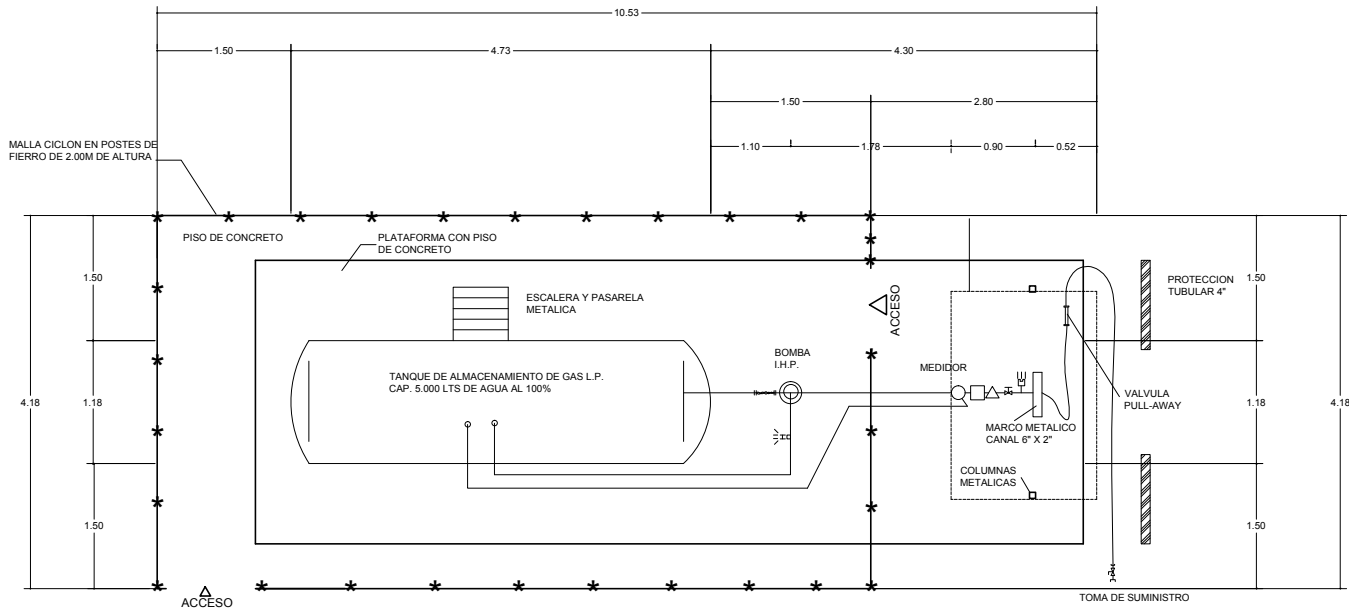 10.53
1.50
4.73
4.30
1.50
2.80
1.10
1.78
0.90
0.52
MALLA CICLON EN POSTES DE
FIERRO DE 2.00M DE ALTURA
PISO DE CONCRETO
PLATAFORMA CON PISO
DE CONCRETO
ESCALERA Y PASARELA
METALICA
ACCESO
PROTECCION
TUBULAR 4"
1.50
1.50
TANQUE DE ALMACENAMIENTO DE GAS L.P.
CAP. 5.000 LTS DE AGUA AL 100%
BOMBA
I.H.P.
MEDIDOR
VALVULA
PULL-AWAY
4.18
1.18
1.18
4.18
MARCO METALICO
CANAL 6" X 2"
COLUMNAS
METALICAS
1.50
1.50
ACCESO
TOMA DE SUMINISTRO